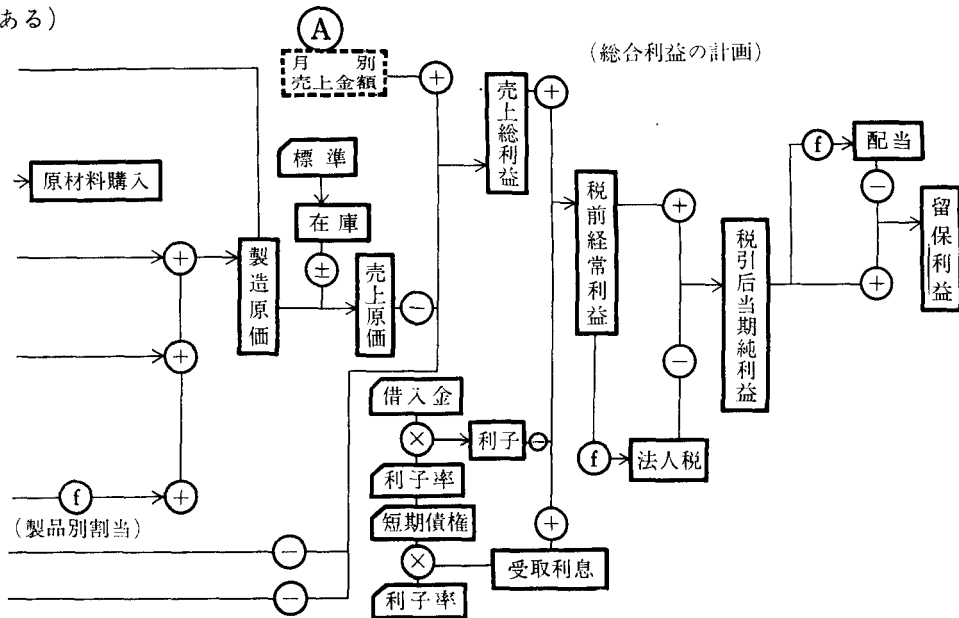 ある)
A
月別
売上金額
+
(総合利益の計画)
売上総利益
+
標準
f
配当
原材料購入
−
税前経常利益
+
留保利益
在庫
税引后当期純利益
+
製造原価
±
売上原価
−
+
+
−
借入金
×
利子
−
f
法人税
利子率
f
+
短期債権
+
(製品別割当)
−
×
受取利息
−
利子率